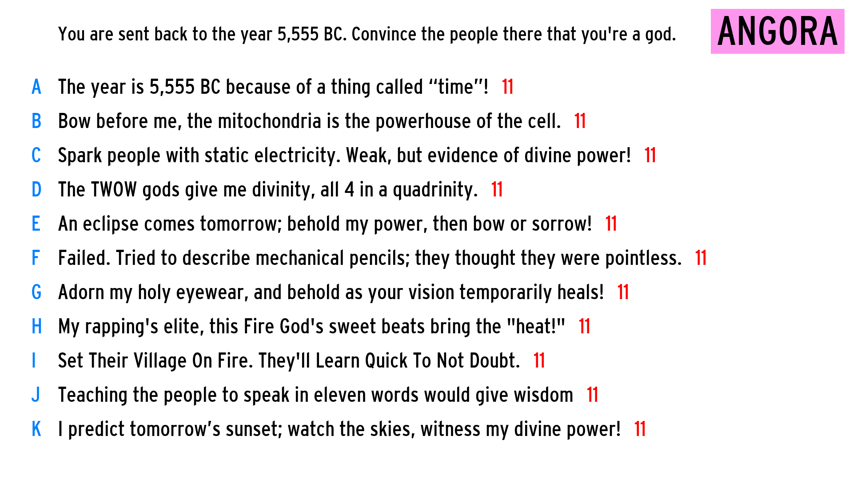 You are sent back to the year 5,555 BC. Convince the people there that you're a god.
ANGORA
A The year is 5,555 BC because of a thing called “time”! 11
B Bow before me, the mitochondria is the powerhouse of the cell. 11
C Spark people with static electricity. Weak, but evidence of divine power! 11
D The TWOW gods give me divinity, all 4 in a quadrinity. 11
E An eclipse comes tomorrow; behold my power, then bow or sorrow! 11
F Failed. Tried to describe mechanical pencils; they thought they were pointless. 11
G Adorn my holy eyewear, and behold as your vision temporarily heals! 11
H My rapping's elite, this Fire God's sweet beats bring the "heat!" 11
I Set Their Village On Fire. They'll Learn Quick To Not Doubt. 11
J Teaching the people to speak in eleven words would give wisdom 11
K I predict tomorrow’s sunset; watch the skies, witness my divine power! 11